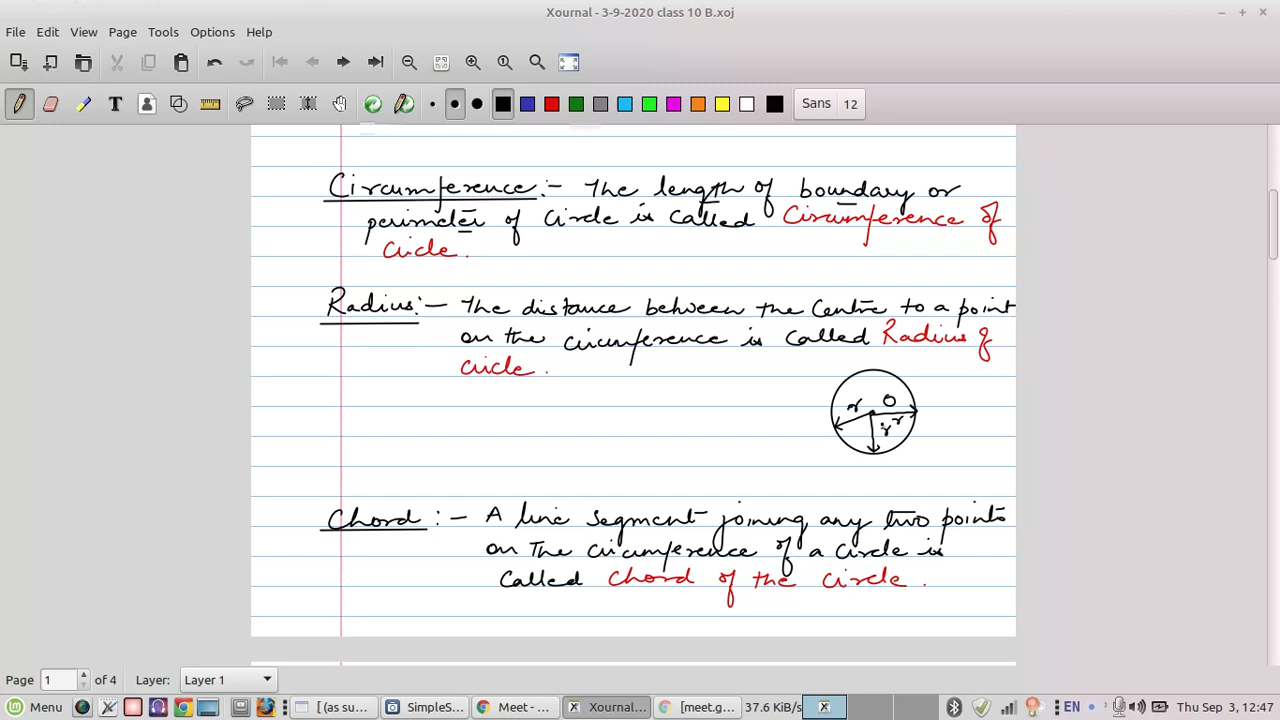 Xournal - 3-9-2020 class 10 B.xoj
File Edit View Page Tools Options Help
Sans 12
Circumference :- The length of boundary or
perimeter of Circle is called Circumference of
circle.
Radius :- The distance between the Centre to a point
on the circumference is called Radius of
circle.
r O
r r
Chord :- A line segment joining any two points
on The circumference of a circle is
called Chord of the circle.
Page 1 of 4 Layer: Layer 1
Menu [(as su... SimpleS... Meet - ... Xournal... [meet.g... 37.6 KiB/s EN Thu Sep 3, 12:47